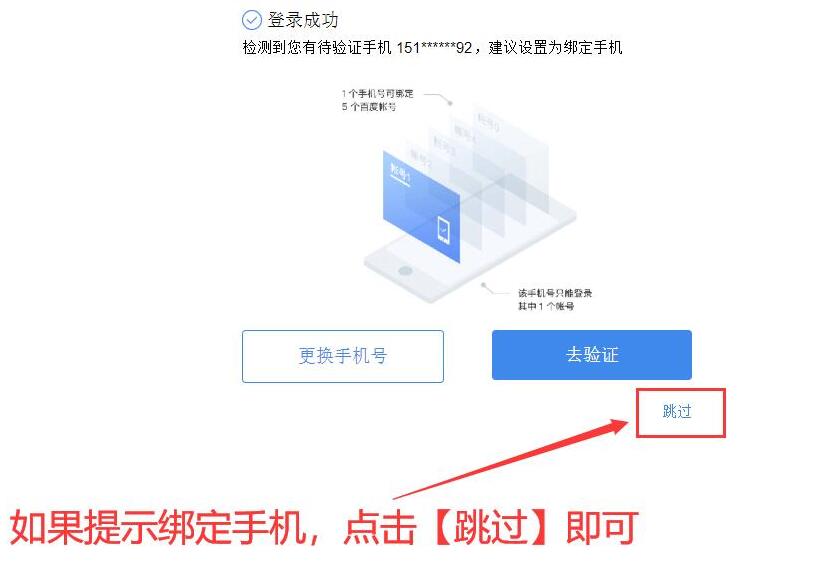 登录成功
检测到您有待验证手机 151******92，建议设置为绑定手机
1个手机号可绑定
5 个百度帐号
帐号5
帐号4
帐号3
帐号2
帐号1
该手机号只能登录
其中 1 个帐号
更换手机号
去验证
跳过
如果提示绑定手机，点击【跳过】即可